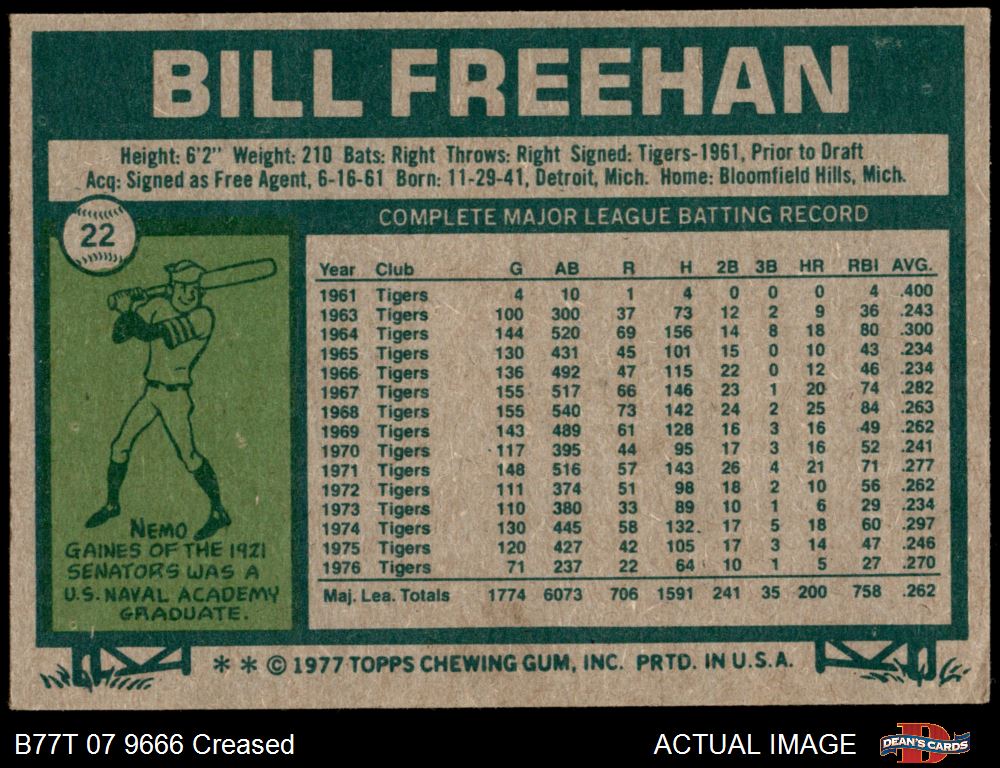 BILL FREEHAN
Height: 6'2" Weight: 210 Bats: Right Throws: Right Signed: Tigers-1961, Prior to Draft
Acq: Signed as Free Agent, 6-16-61 Born: 11-29-41, Detroit, Mich. Home: Bloomfield Hills, Mich.
22
NEMO
GAINES OF THE 1921
SENATORS WAS A
U.S. NAVAL ACADEMY
GRADUATE.
COMPLETE MAJOR LEAGUE BATTING RECORD
Year Club G AB R H 2B 3B HR RBI AVG.
1961 Tigers 4 10 1 4 0 0 0 4 .400
1963 Tigers 100 300 37 73 12 2 9 36 .243
1964 Tigers 144 520 69 156 14 8 18 80 .300
1965 Tigers 130 431 45 101 15 0 10 43 .234
1966 Tigers 136 492 47 115 22 0 12 46 .234
1967 Tigers 155 517 66 146 23 1 20 74 .282
1968 Tigers 155 540 73 142 24 2 25 84 .263
1969 Tigers 143 489 61 128 16 3 16 49 .262
1970 Tigers 117 395 44 95 17 3 16 52 .241
1971 Tigers 148 516 57 143 26 4 21 71 .277
1972 Tigers 111 374 51 98 18 2 10 56 .262
1973 Tigers 110 380 33 89 10 1 6 29 .234
1974 Tigers 130 445 58 132 17 5 18 60 .297
1975 Tigers 120 427 42 105 17 3 14 47 .246
1976 Tigers 71 237 22 64 10 1 5 27 .270
Maj. Lea. Totals 1774 6073 706 1591 241 35 200 758 .262
* * © 1977 TOPPS CHEWING GUM, INC. PRTD. IN U.S.A.
B77T 07 9666 Creased
ACTUAL IMAGE
DEAN'S CARDS